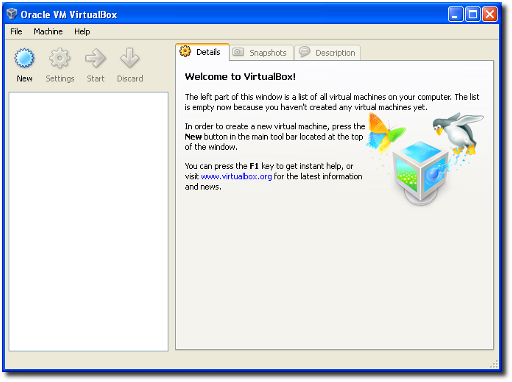 Oracle VM VirtualBox
File Machine Help
New Settings Start Discard
Details Snapshots Description
Welcome to VirtualBox!
The left part of this window is a list of all virtual machines on your computer. The list
is empty now because you haven't created any virtual machines yet.
In order to create a new virtual machine, press the
New button in the main tool bar located at the top
of the window.
You can press the F1 key to get instant help, or
visit www.virtualbox.org for the latest information
and news.